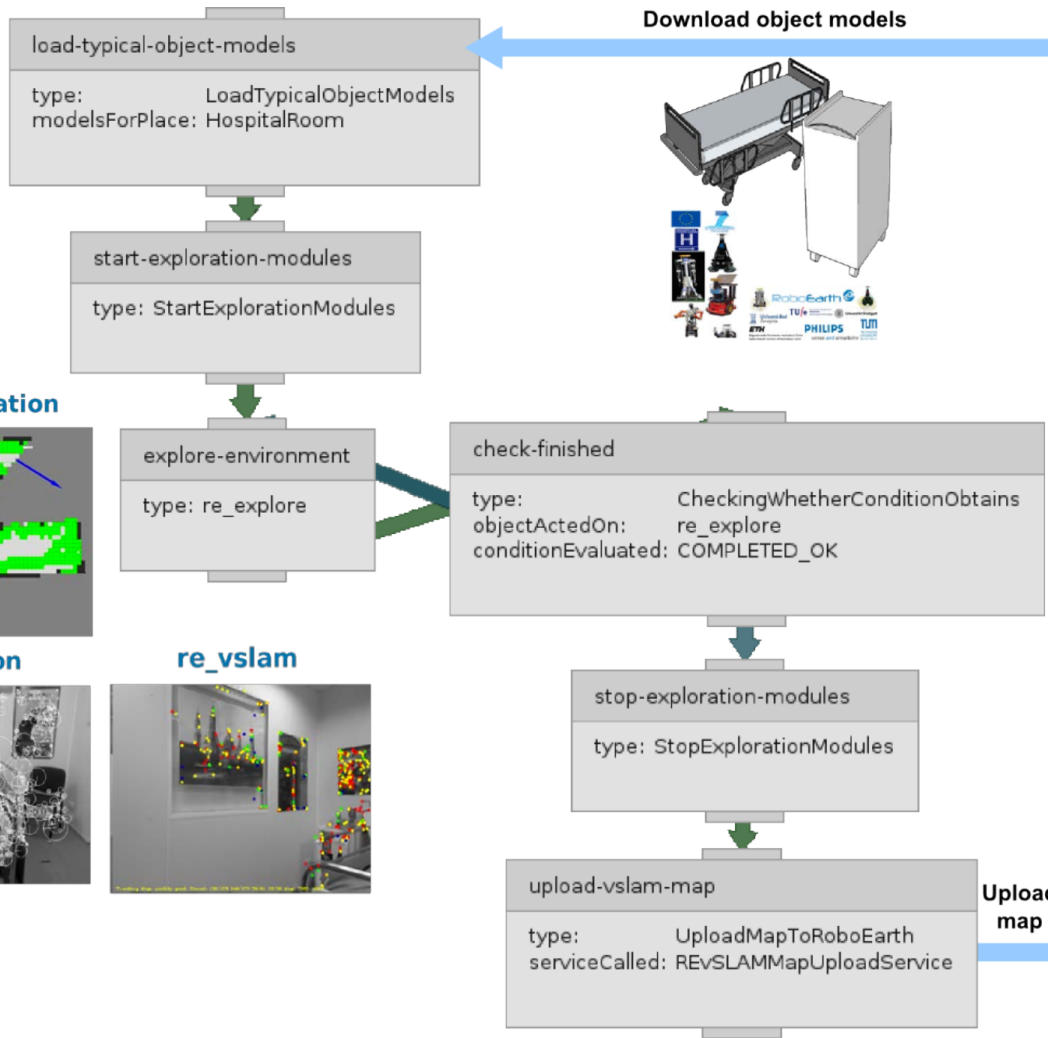 Download object models
load-typical-object-models
type: LoadTypicalObjectModels
modelsForPlace: HospitalRoom
start-exploration-modules
type: StartExplorationModules
RoboEarth
TU/e
ETH
PHILIPS
TUM
ation
explore-environment
type: re_explore
check-finished
type: CheckingWhetherConditionObtains
objectActedOn: re_explore
conditionEvaluated: COMPLETED_OK
on
re_vslam
stop-exploration-modules
type: StopExplorationModules
upload-vslam-map
type: UploadMapToRoboEarth
serviceCalled: REvSLAMMapUploadService
Upload
map